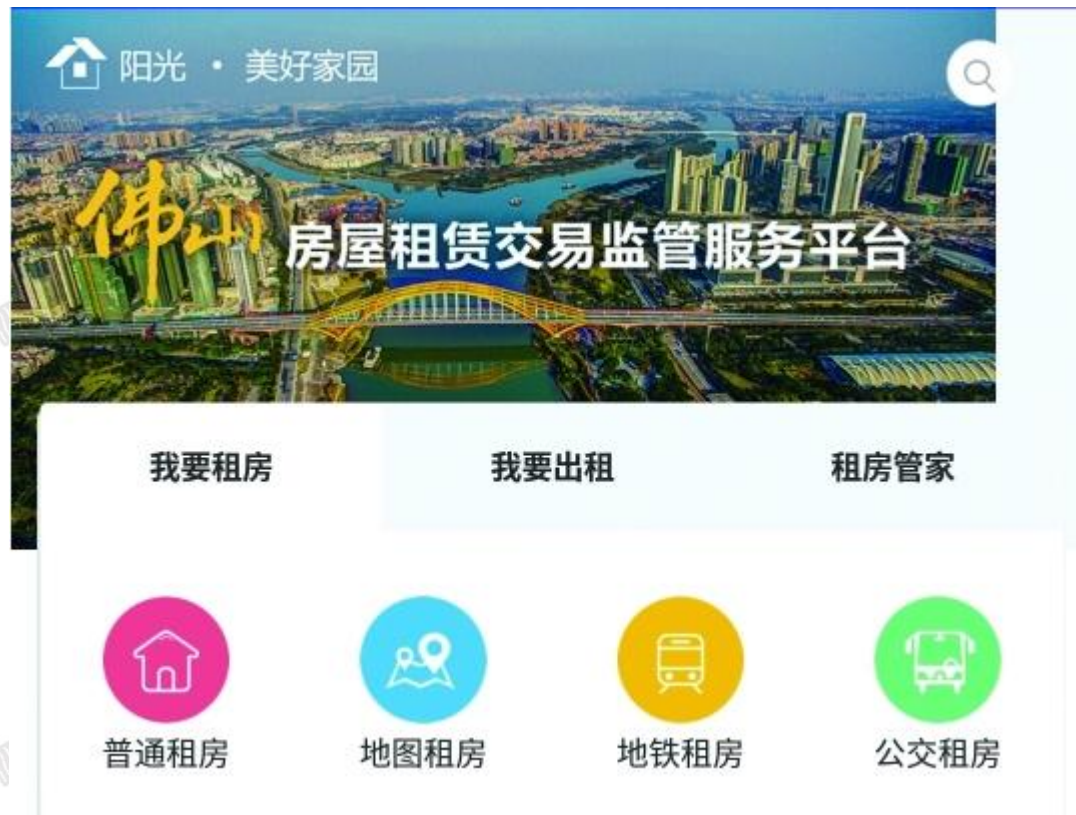 阳光 · 美好家园
佛山 房屋租赁交易监管服务平台
我要租房 我要出租 租房管家
普通租房 地图租房 地铁租房 公交租房